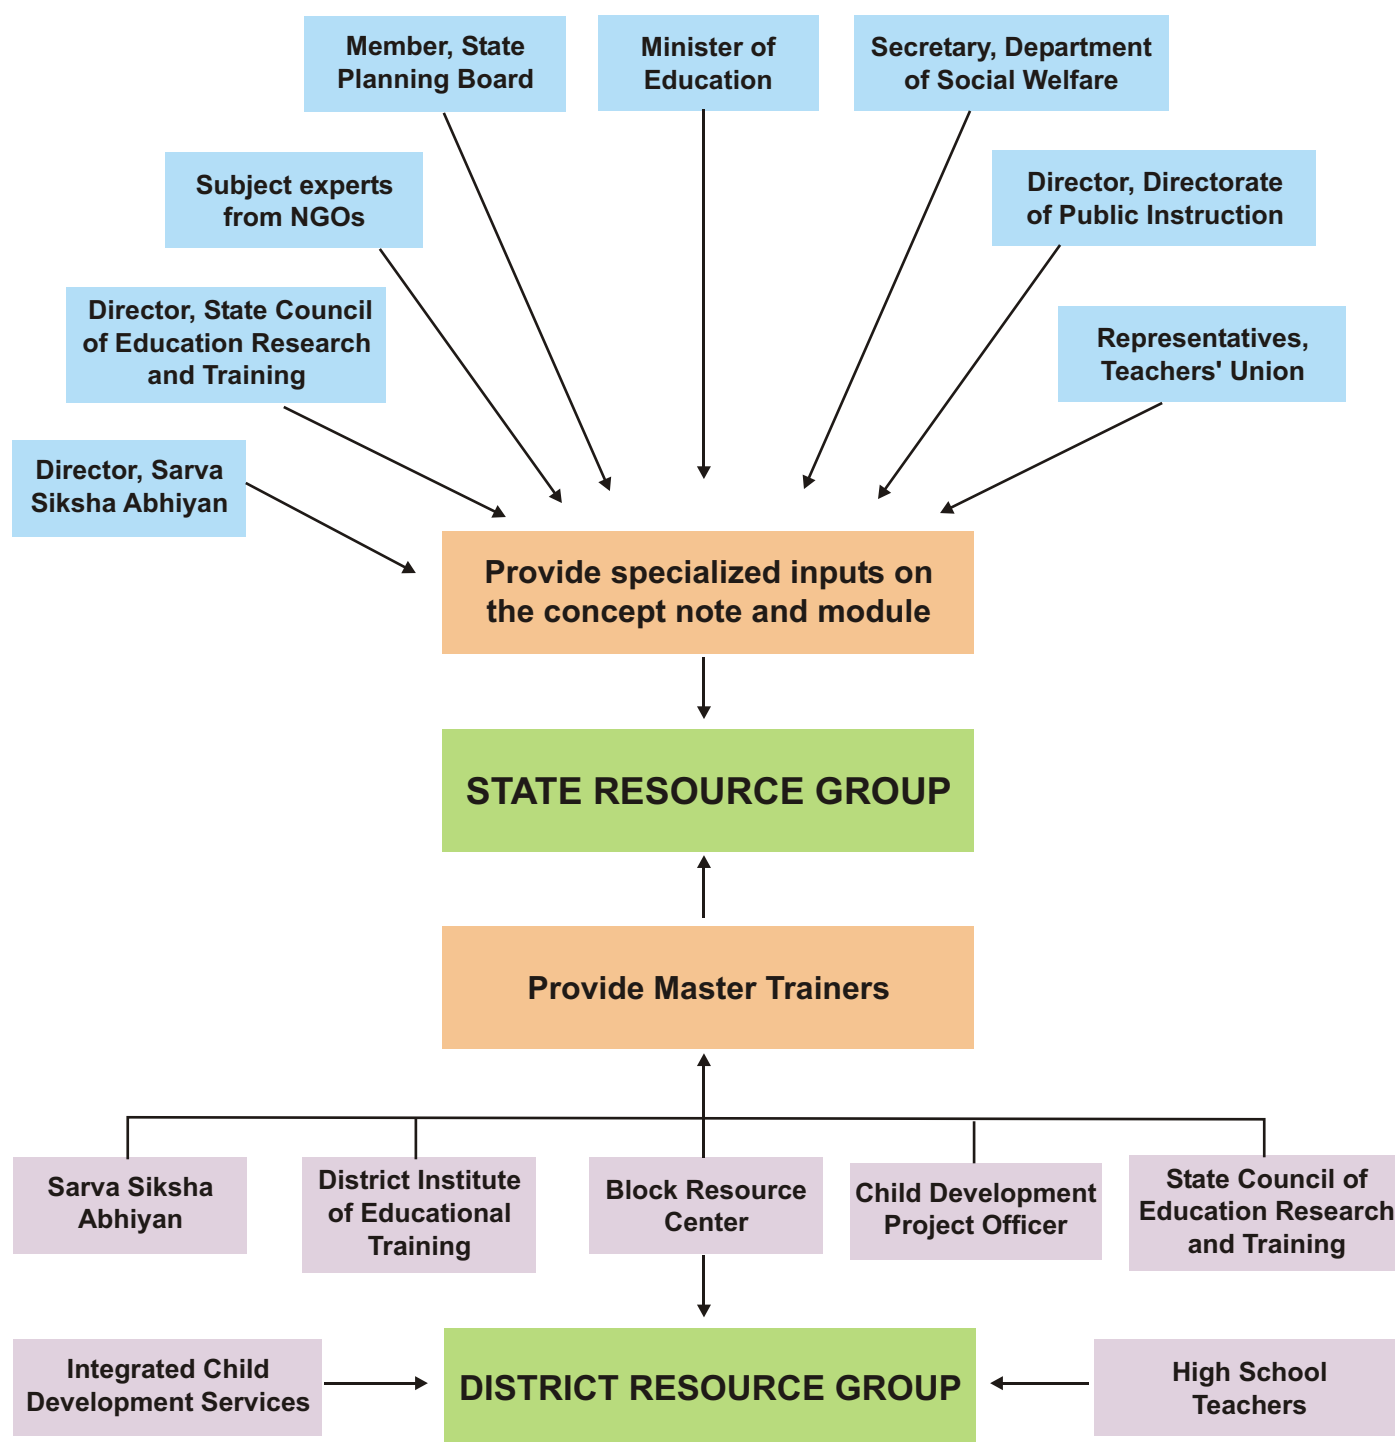 Member, State
Planning Board
Minister of
Education
Secretary, Department
of Social Welfare
Subject experts
from NGOs
Director, Directorate
of Public Instruction
Director, State Council
of Education Research
and Training
Representatives,
Teachers' Union
Director, Sarva
Siksha Abhiyan
Provide specialized inputs on
the concept note and module
STATE RESOURCE GROUP
Provide Master Trainers
Sarva Siksha
Abhiyan
District Institute
of Educational
Training
Block Resource
Center
Child Development
Project Officer
State Council of
Education Research
and Training
Integrated Child
Development Services
DISTRICT RESOURCE GROUP
High School
Teachers